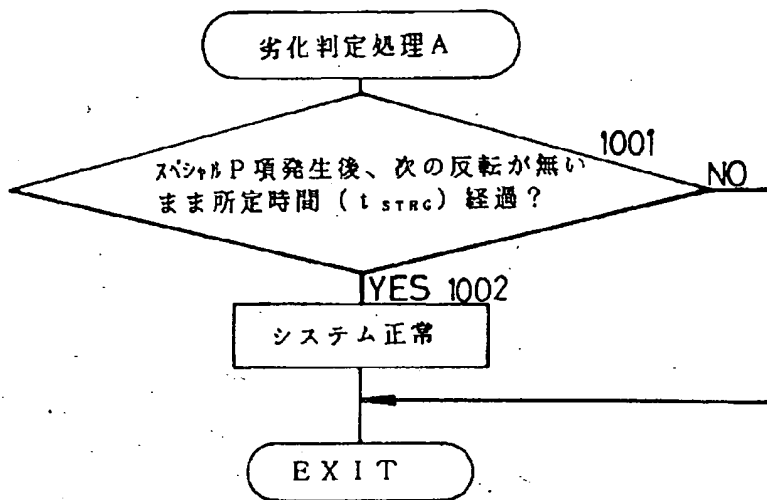 劣化判定処理A
1001
スペシャルP項発生後、次の反転が無い
NO
まま所定時間(tSTRG)経過?
YES 1002
システム正常
EXIT